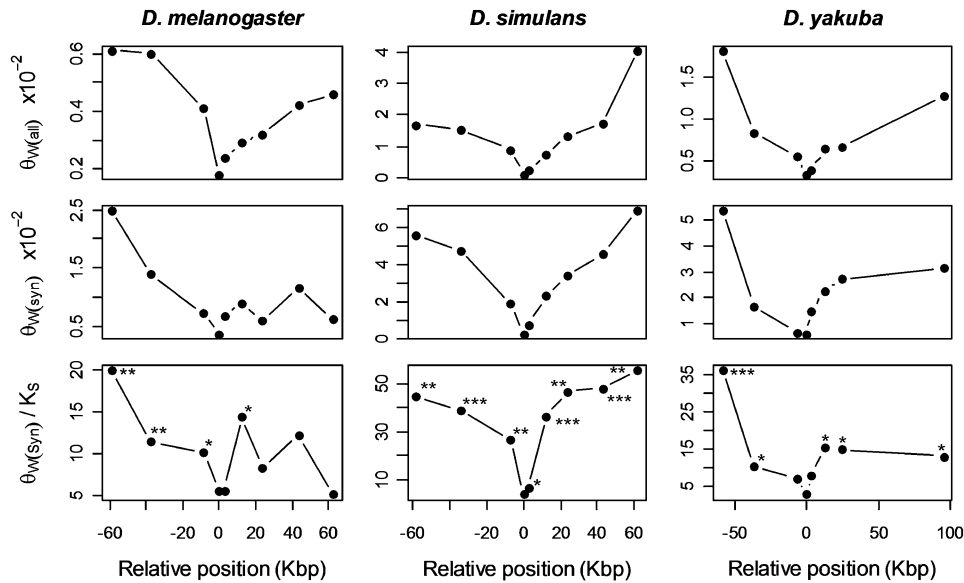 D. melanogaster D. simulans D. yakuba
θW(all) x10−2
0.2 0.4 0.6
0 1 2 3 4
0.5 1.0 1.5
θW(syn) x10−2
0.5 1.5 2.5
0 2 4 6
1 2 3 4 5
θW(syn) / KS
5 10 15 20
** ** * *
10 30 50
** *** ** * *** ** *** **
5 15 25 35
*** * * * *
-60 -20 0 20 40 60
-60 -20 0 20 40 60
-50 0 50 100
Relative position (Kbp) Relative position (Kbp) Relative position (Kbp)